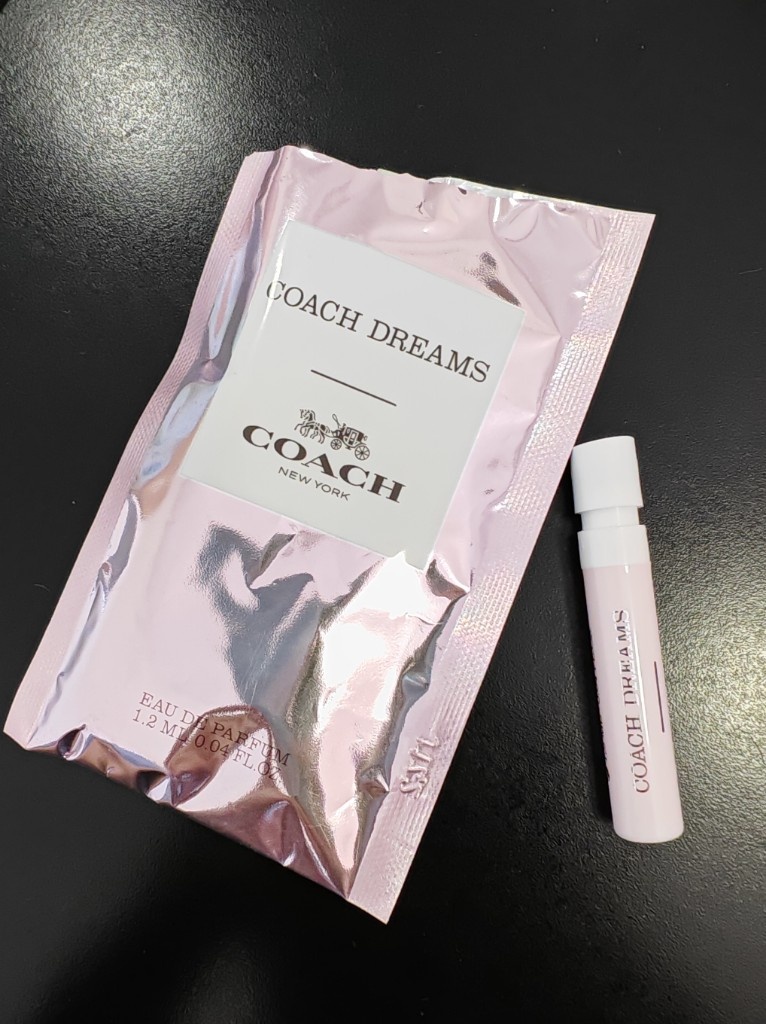 COACH DREAMS
COACH
NEW YORK
EAU DE PARFUM
1.2 ML/0.04 FL.OZ
COACH DREAMS